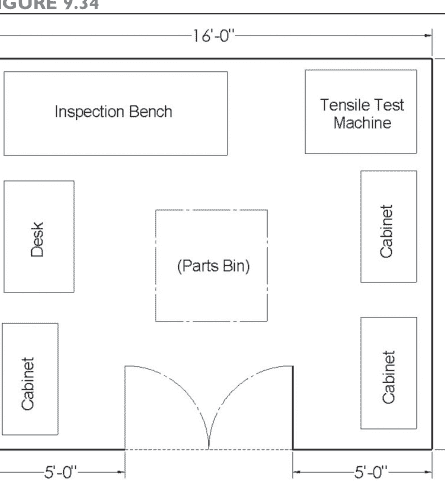 IGURE 9.34
16'-0"
Inspection Bench
Tensile Test
Machine
Desk
Cabinet
(Parts Bin)
Cabinet
Cabinet
5'-0"
5'-0"